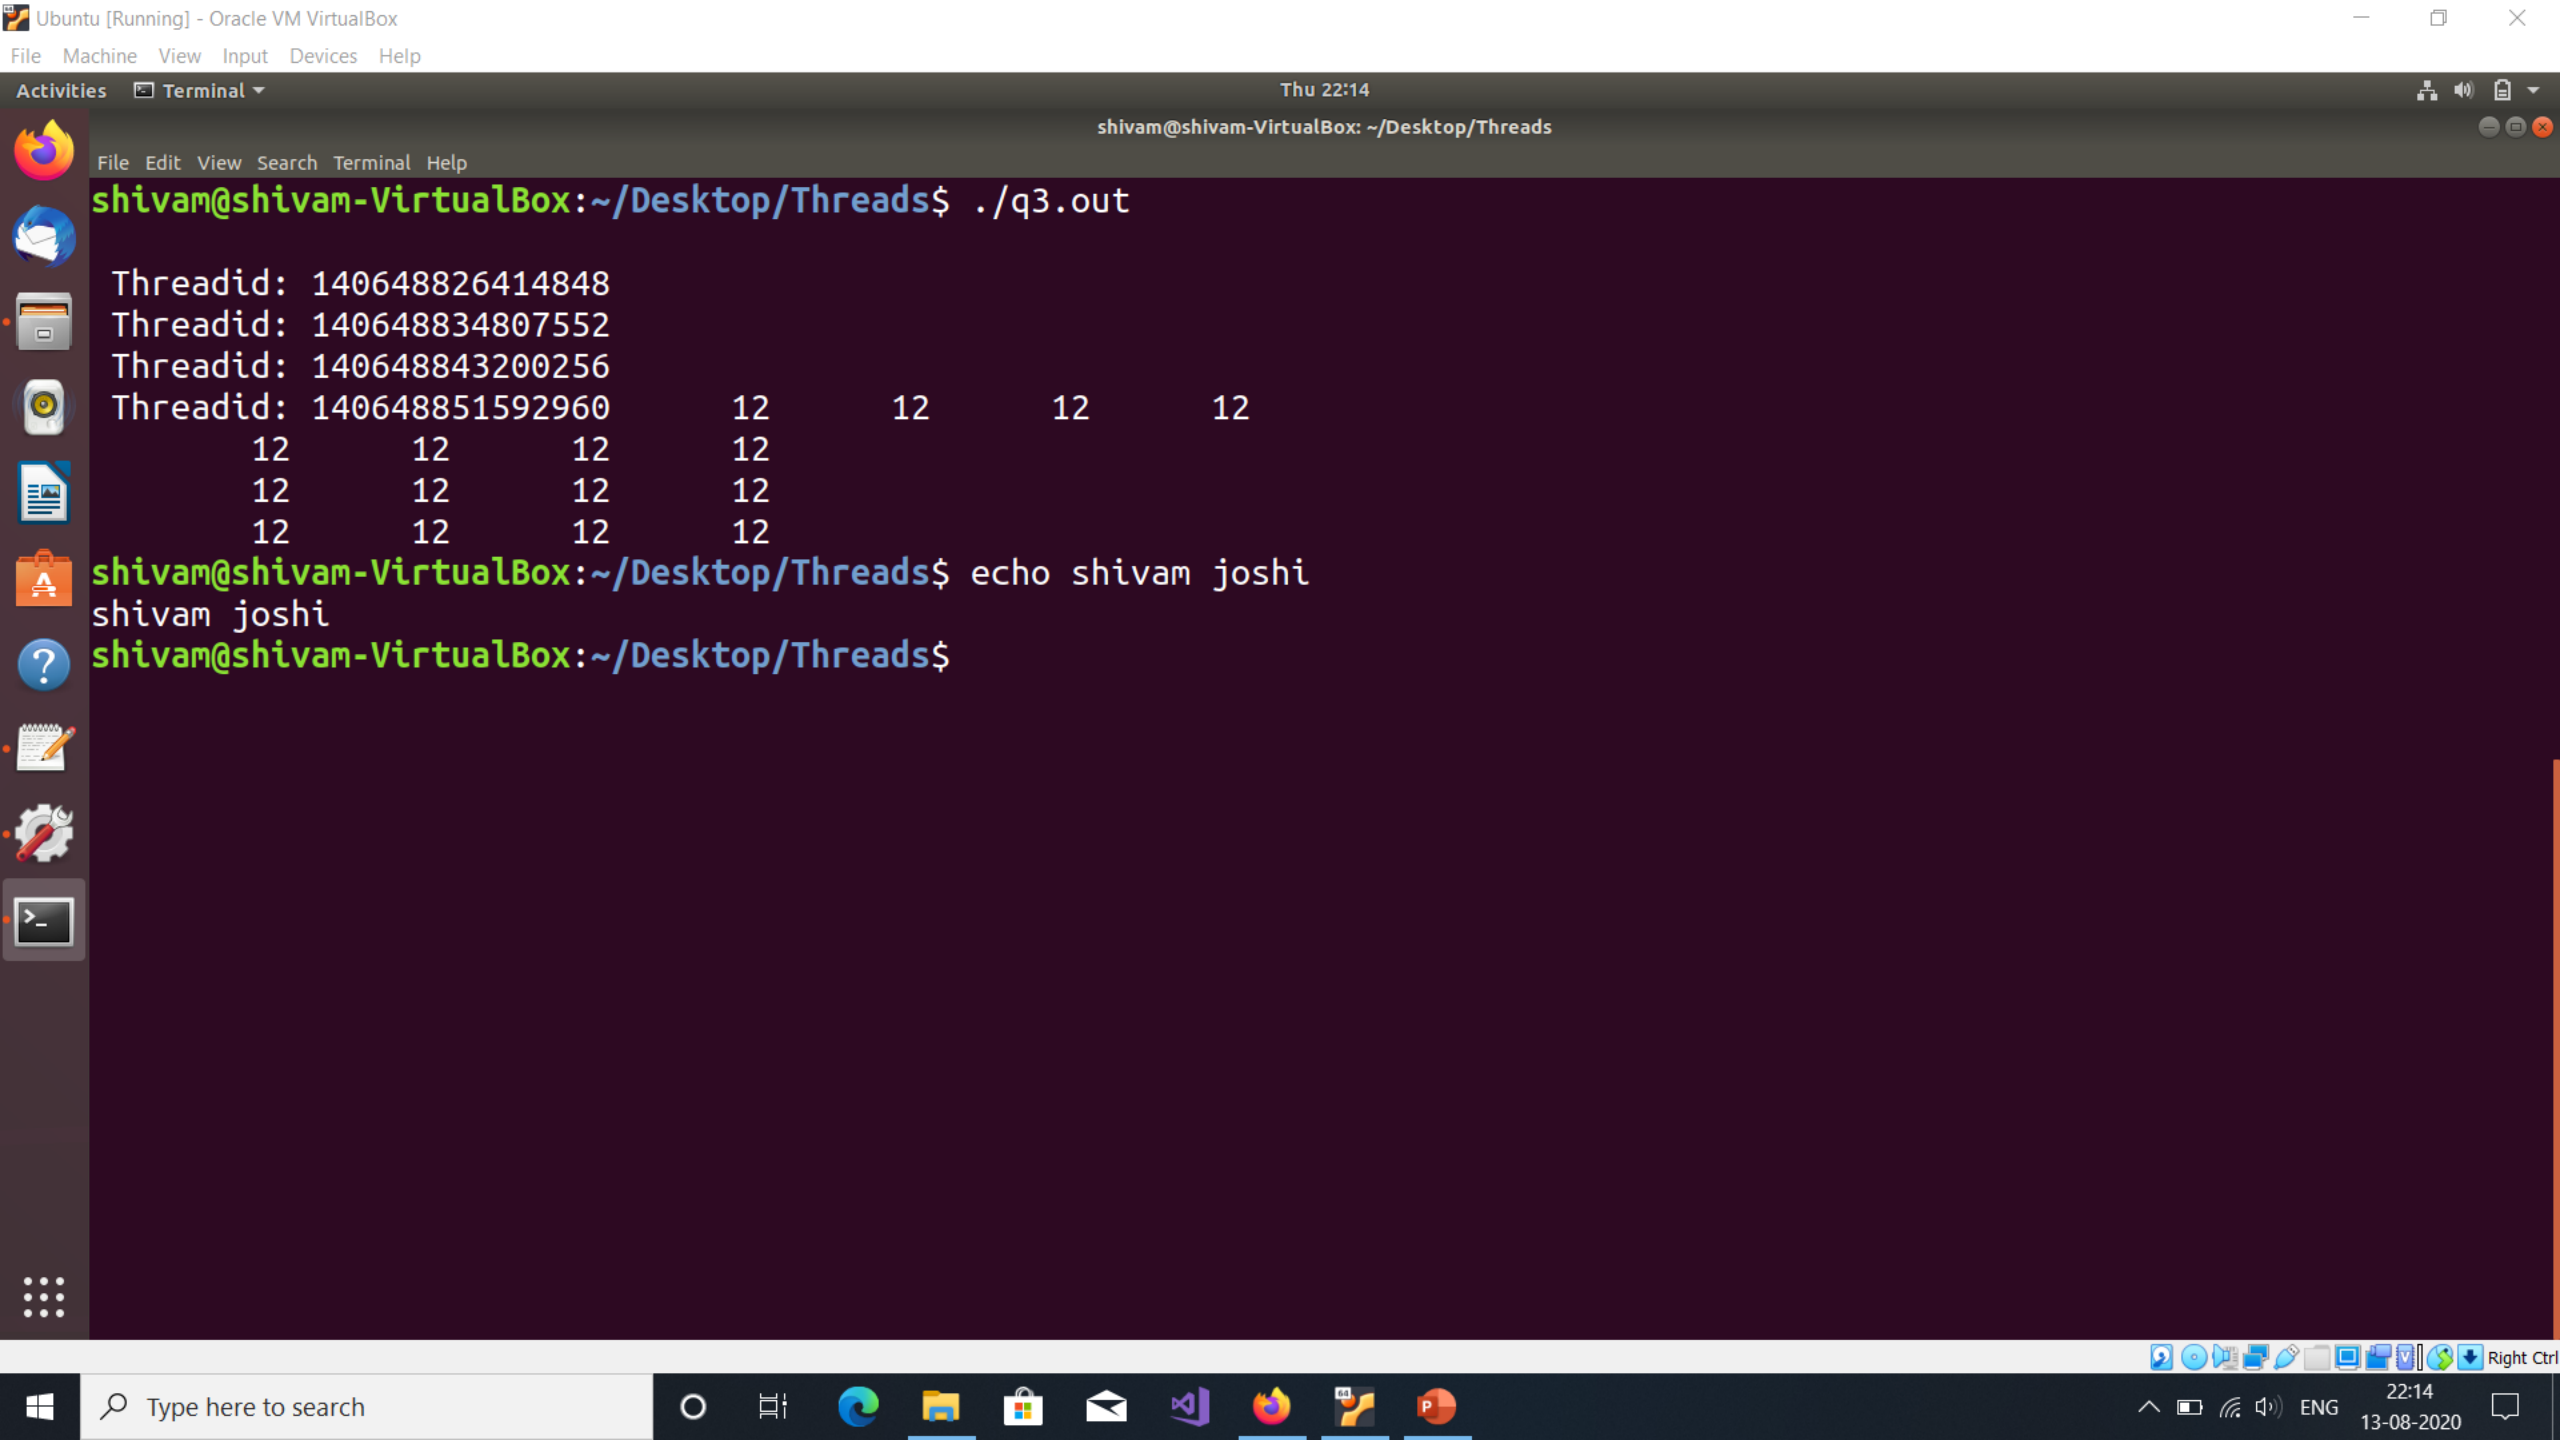 Ubuntu [Running] - Oracle VM VirtualBox
File Machine View Input Devices Help
Activities Terminal Thu 22:14
shivam@shivam-VirtualBox: ~/Desktop/Threads
File Edit View Search Terminal Help
shivam@shivam-VirtualBox:~/Desktop/Threads$ ./q3.out
Threadid: 140648826414848
Threadid: 140648834807552
Threadid: 140648843200256
Threadid: 140648851592960 12 12 12 12
12 12 12 12
12 12 12 12
12 12 12 12
shivam@shivam-VirtualBox:~/Desktop/Threads$ echo shivam joshi
shivam joshi
shivam@shivam-VirtualBox:~/Desktop/Threads$
Right Ctrl
Type here to search
ENG
22:14
13-08-2020